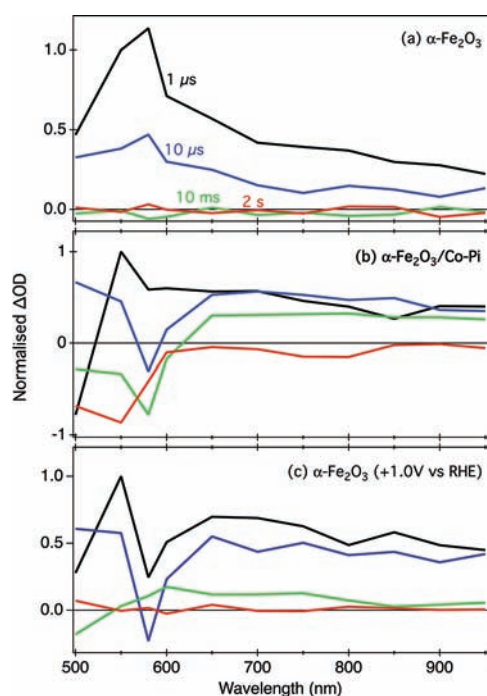 (a) α-Fe₂O₃
1.0
1 µs
0.5
10 µs
10 ms
2 s
0.0
Normalised ΔOD
(b) α-Fe₂O₃/Co-Pi
1
0
-1
(c) α-Fe₂O₃ (+1.0V vs RHE)
1.0
0.5
0.0
500 600 700 800 900
Wavelength (nm)